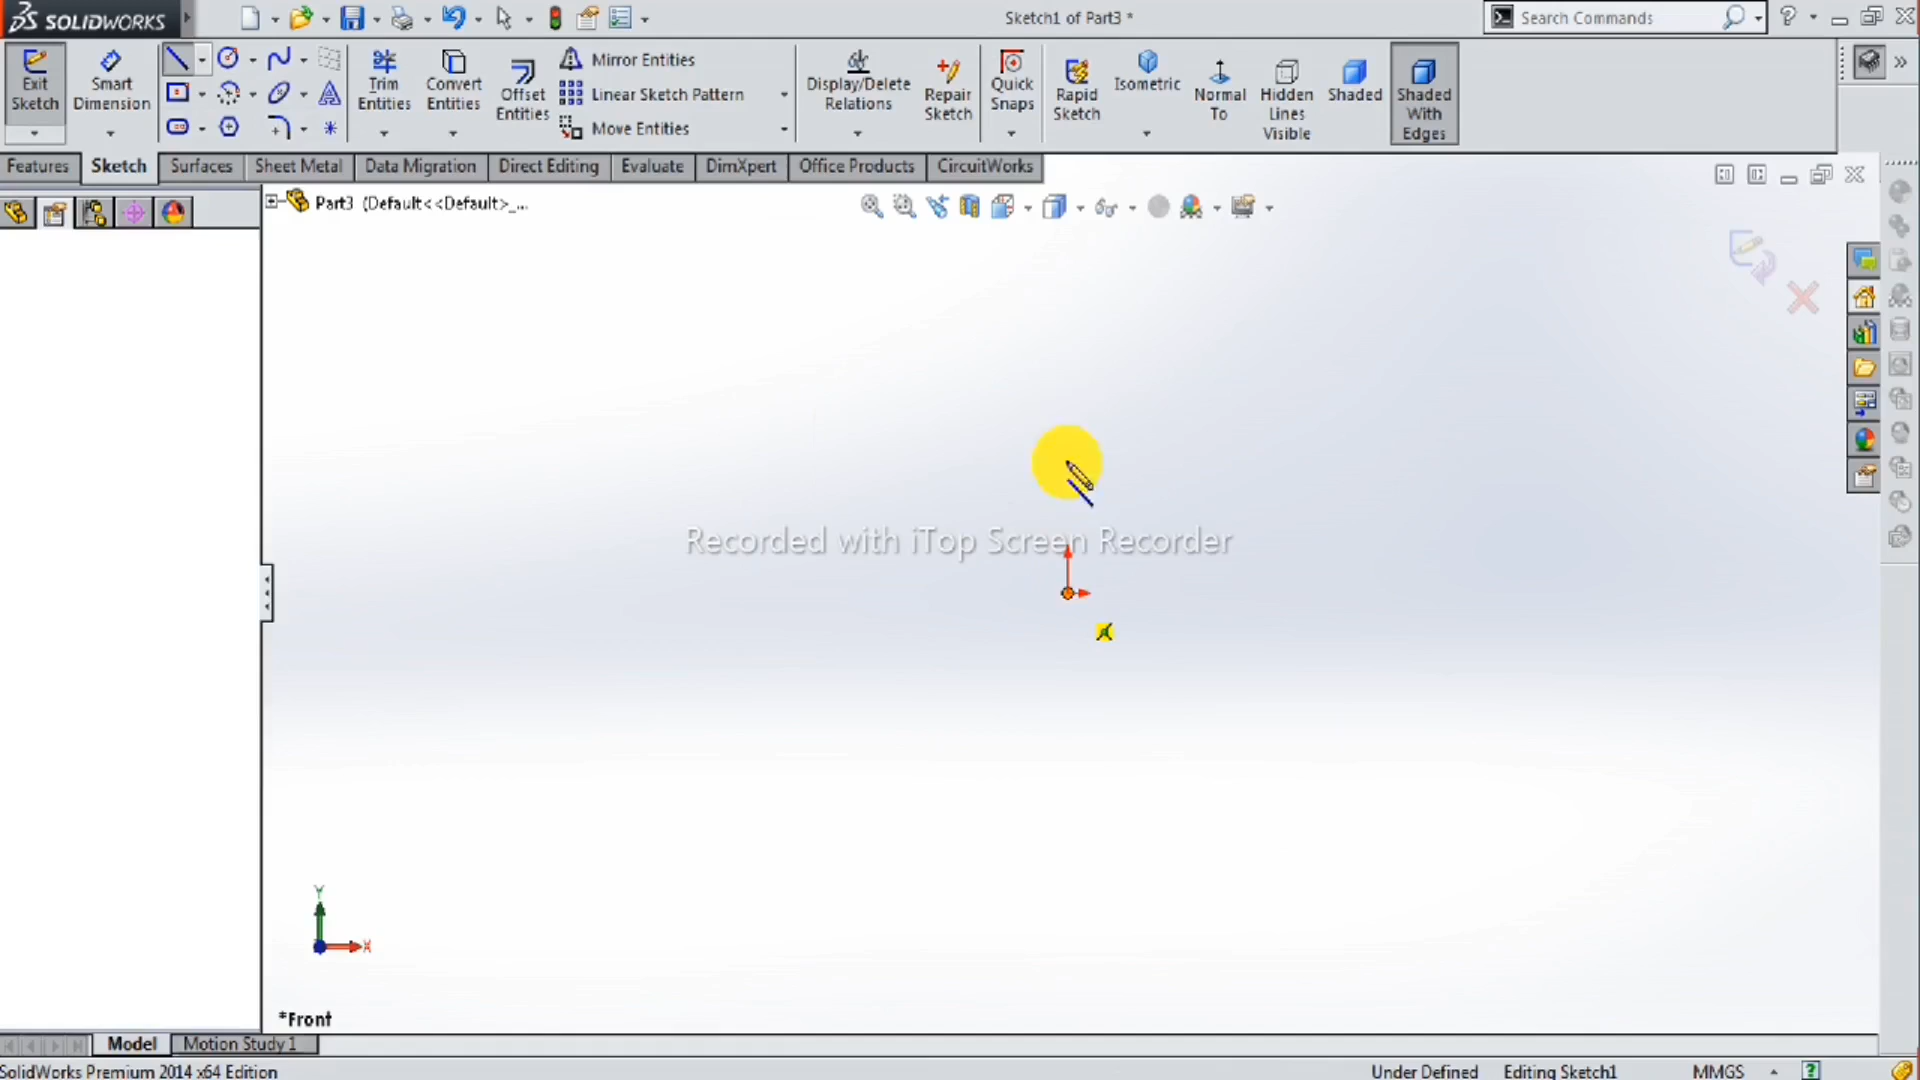 SOLIDWORKS
Sketch1 of Part3 *
Search Commands
Exit Sketch
Smart Dimension
Trim Entities
Convert Entities
Offset Entities
Mirror Entities
Linear Sketch Pattern
Move Entities
Display/Delete Relations
Repair Sketch
Quick Snaps
Rapid Sketch
Isometric
Normal To
Hidden Lines Visible
Shaded
Shaded With Edges
Features
Sketch
Surfaces
Sheet Metal
Data Migration
Direct Editing
Evaluate
DimXpert
Office Products
CircuitWorks
Part3 (Default<<Default>_...
Recorded with iTop Screen Recorder
Y
X
*Front
Model
Motion Study 1
SolidWorks Premium 2014 x64 Edition
Under Defined
Editing Sketch1
MMGS